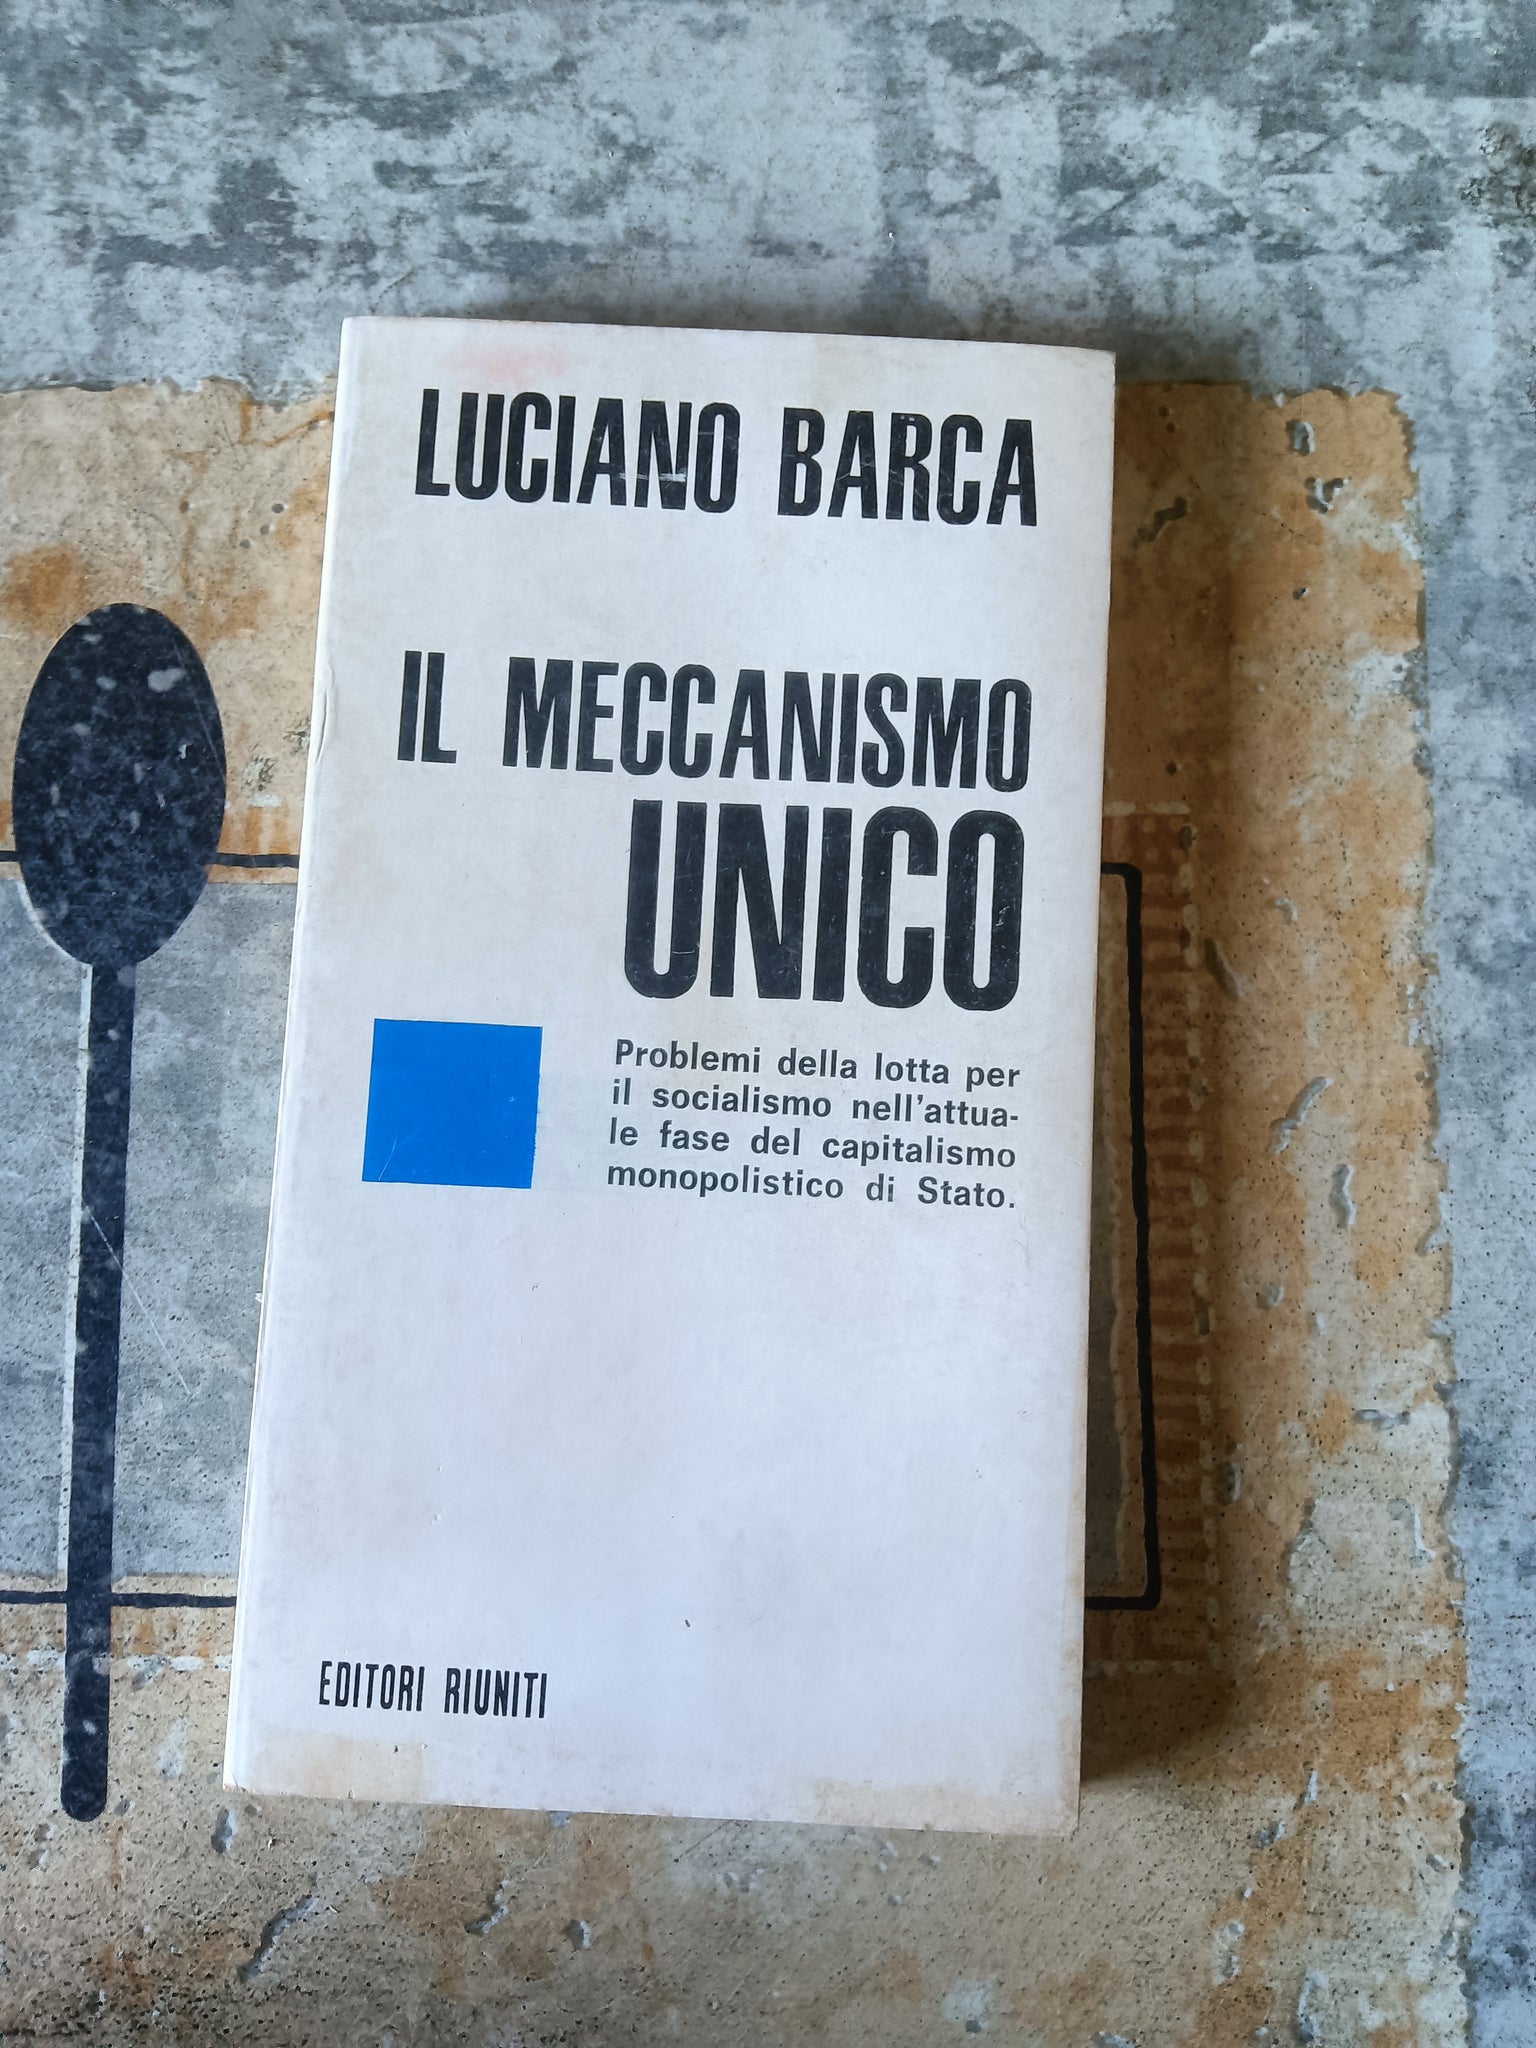 LUCIANO BARCA
IL MECCANISMO
UNICO
Problemi della lotta per
il socialismo nell'attua-
le fase del capitalismo
monopolistico di Stato.
EDITORI RIUNITI